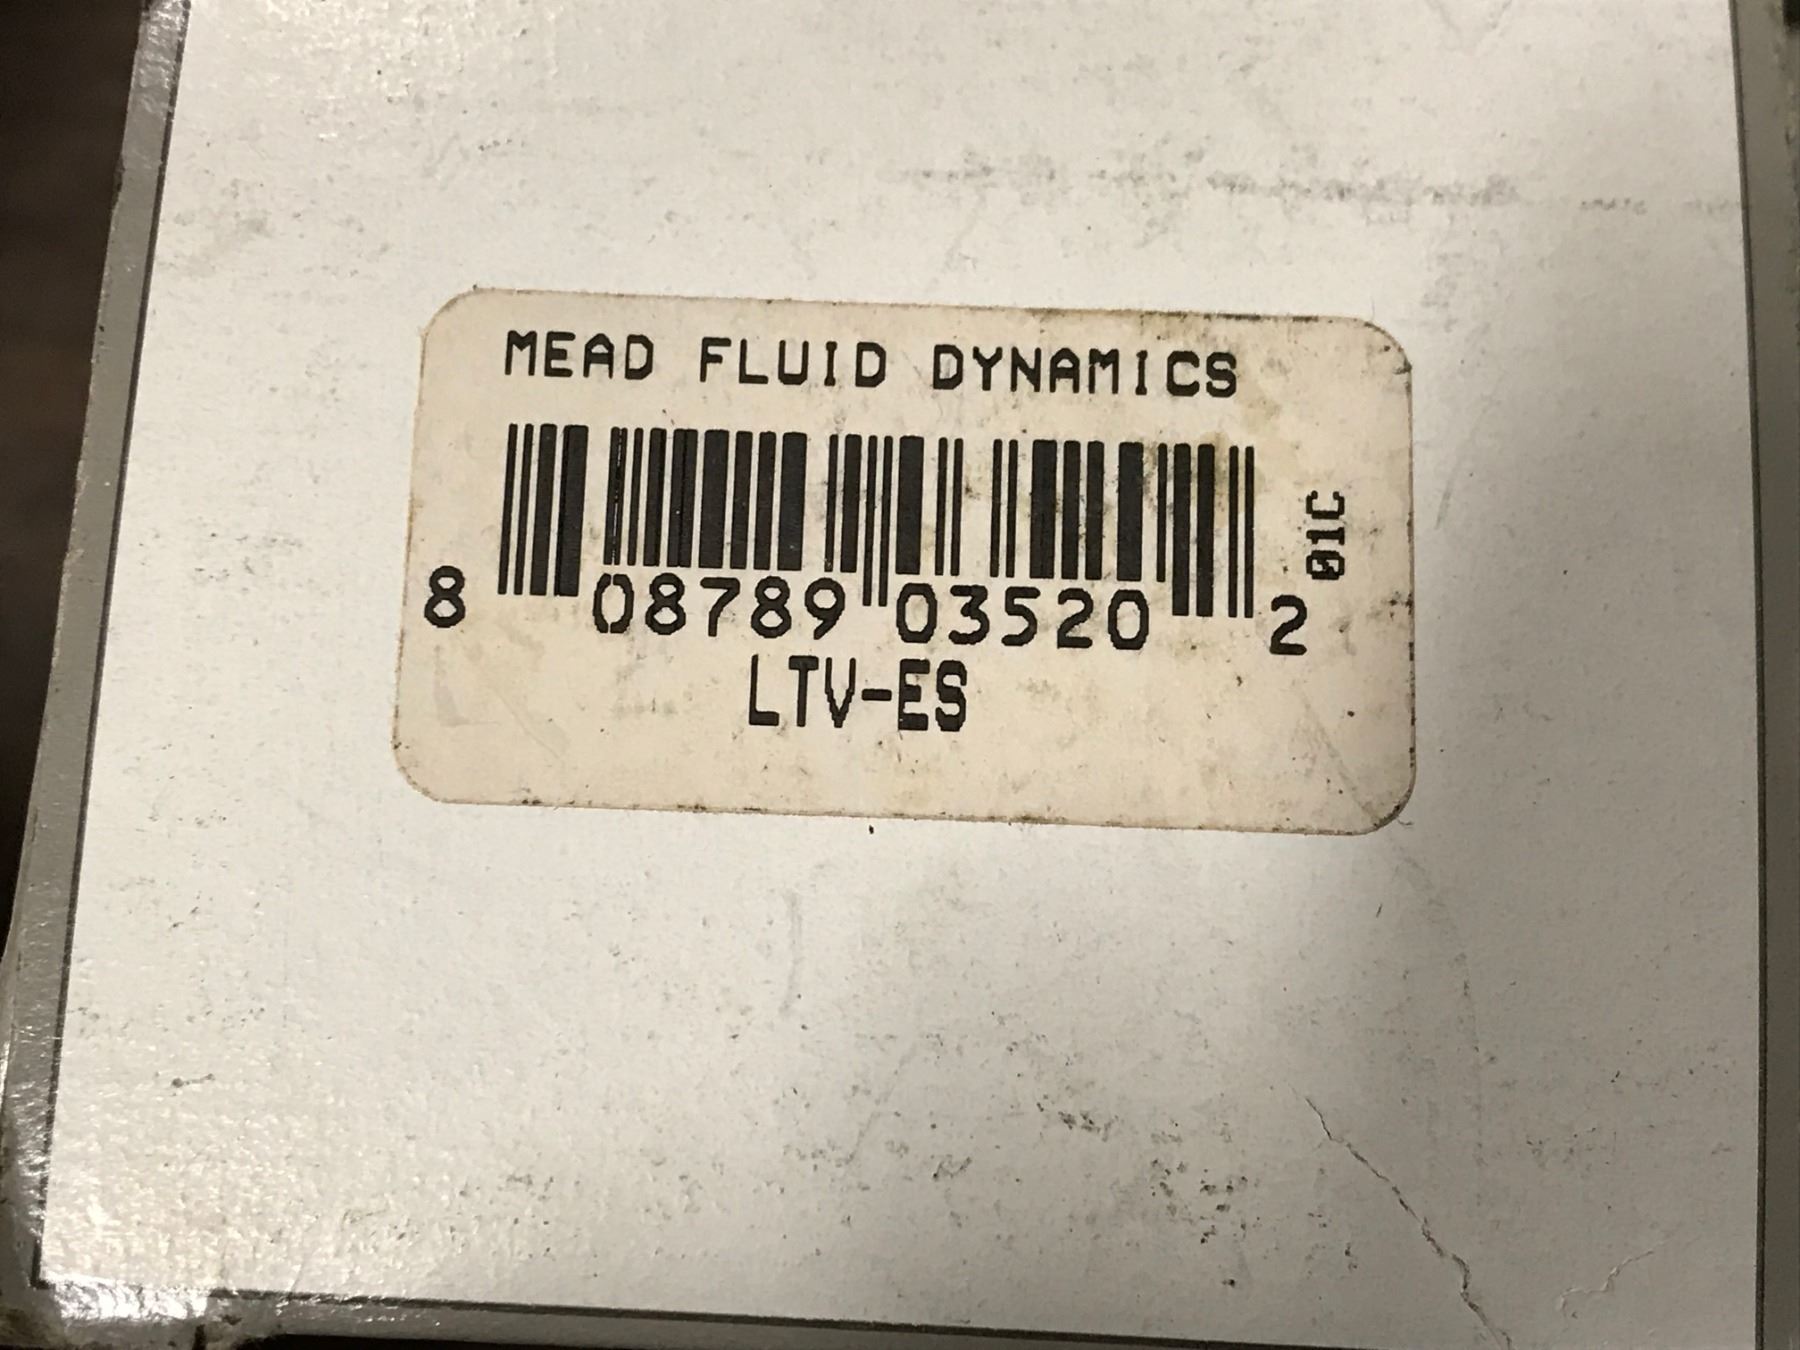 MEAD FLUID DYNAMICS
8 08789 03520 2
01C
LTV-ES